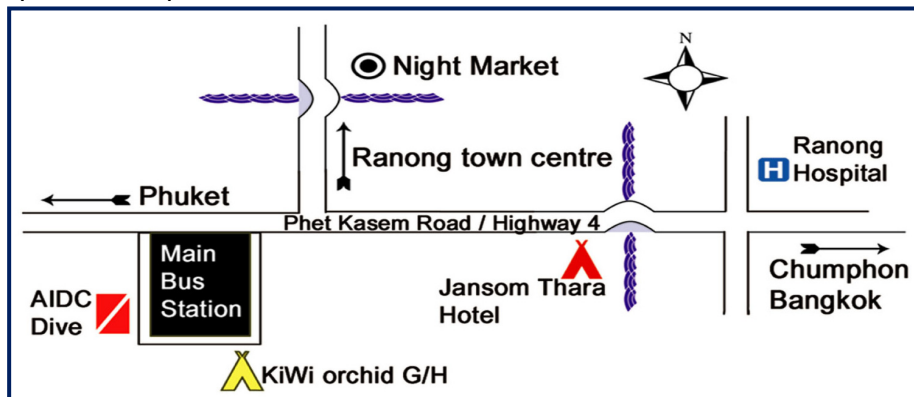 N
Night Market
Ranong town centre
Ranong
Hospital
H
Phuket
Phet Kasem Road / Highway 4
Main
Bus
Station
AIDC
Dive
Jansom Thara
Hotel
Chumphon
Bangkok
KiWi orchid G/H